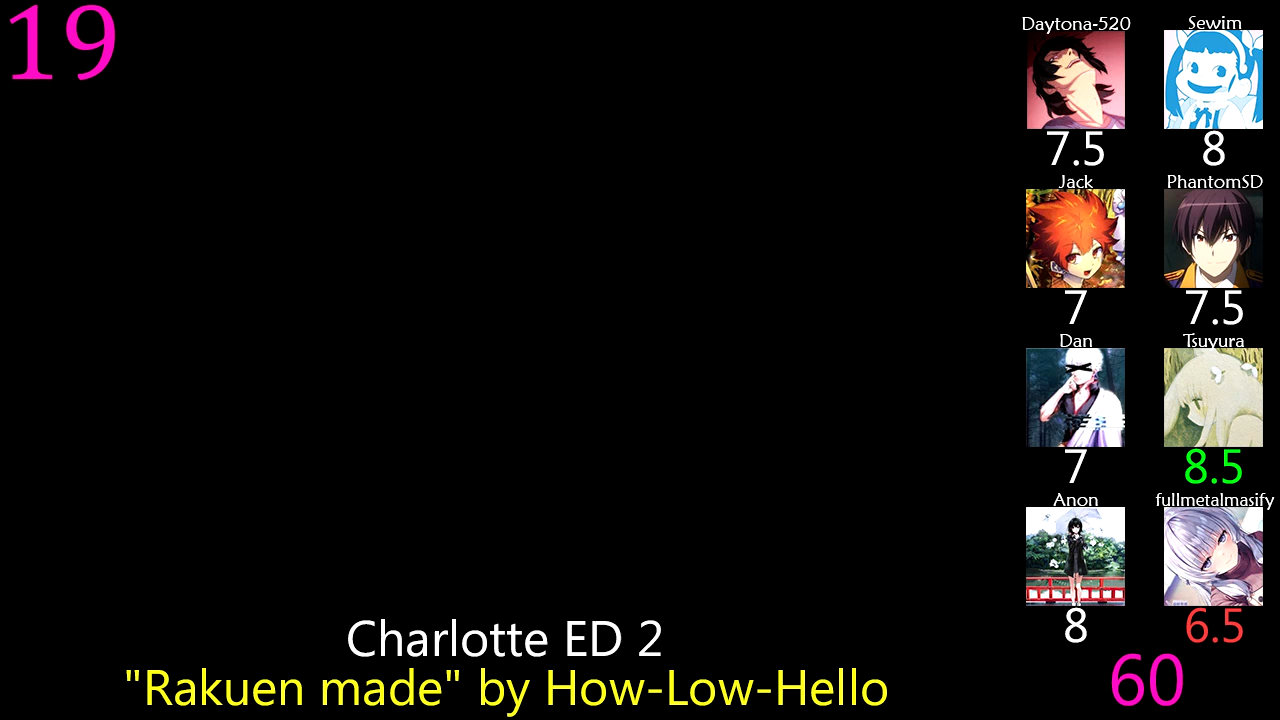 19
Daytona-520 Sewim
7.5 8
Jack PhantomSD
7 7.5
Dan Tsuyura
7 8.5
Anon fullmetalmasify
8 6.5
Charlotte ED 2
"Rakuen made" by How-Low-Hello
60